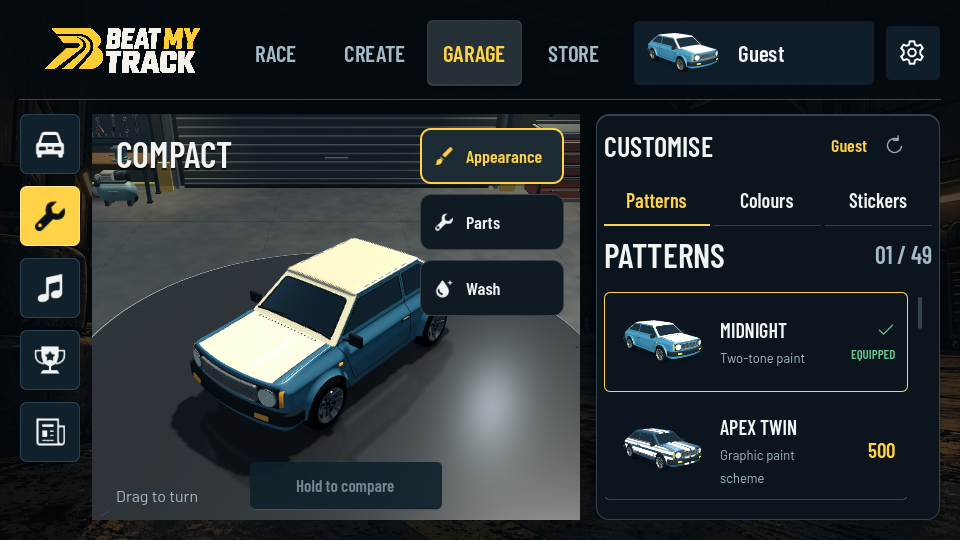 BEAT MY
TRACK
RACE
CREATE
GARAGE
STORE
Guest
COMPACT
Appearance
Parts
Wash
Drag to turn
Hold to compare
CUSTOMISE
Guest
Patterns
Colours
Stickers
PATTERNS
01 / 49
MIDNIGHT
Two-tone paint
EQUIPPED
APEX TWIN
Graphic paint
scheme
500